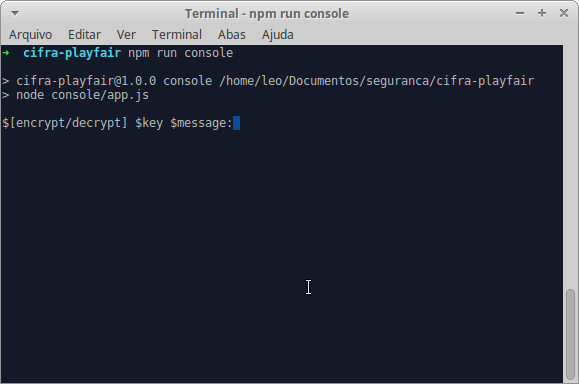 Terminal - npm run console
Arquivo Editar Ver Terminal Abas Ajuda
➜ cifra-playfair npm run console
> cifra-playfair@1.0.0 console /home/leo/Documentos/seguranca/cifra-playfair
> node console/app.js
$[encrypt/decrypt] $key $message: